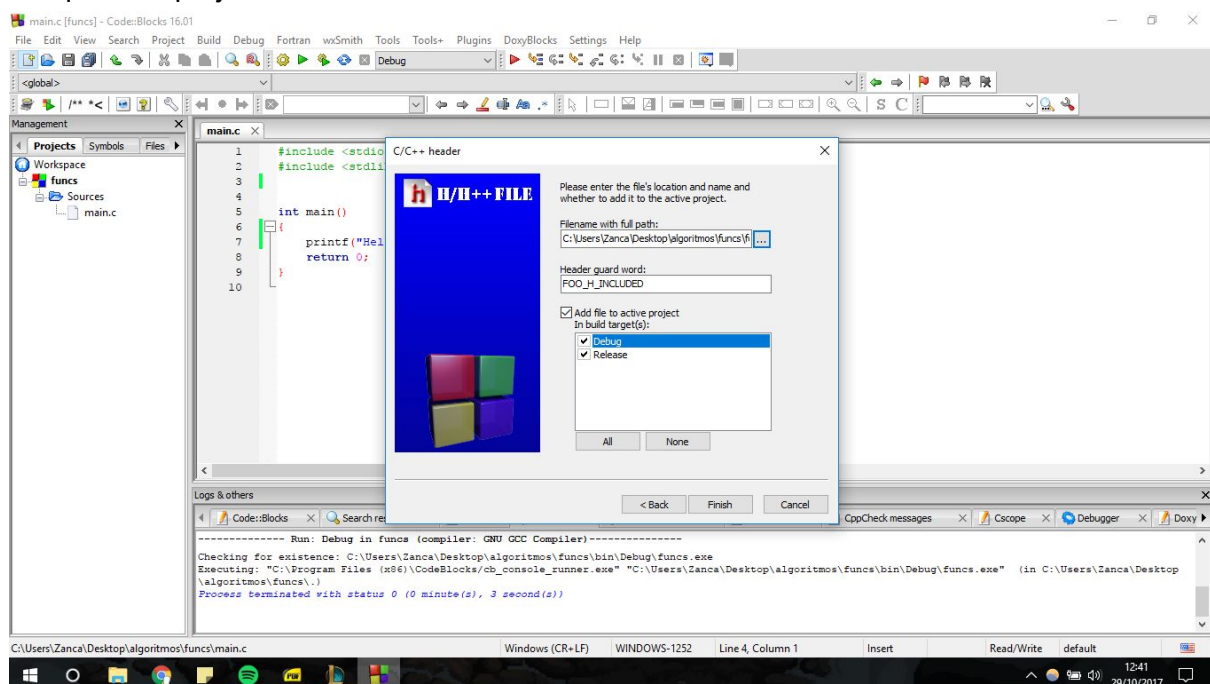 main.c [funcs] - Code::Blocks 16.01
File Edit View Search Project Build Debug Fortran wxSmith Tools Tools+ Plugins DoxyBlocks Settings Help
Debug
<global>
/** *<
S C
Management
main.c
Projects Symbols Files
Workspace
funcs
Sources
main.c
1 #include <stdio
2 #include <stdli
3
4
5 int main()
6 {
7 printf("Hel
8 return 0;
9 }
10
C/C++ header
H/H++ FILE
Please enter the file's location and name and
whether to add it to the active project.
Filename with full path:
C:\Users\Zanca\Desktop\algoritmos\funcs\fi ...
Header guard word:
FOO_H_INCLUDED
Add file to active project
In build target(s):
Debug
Release
All None
< Back Finish Cancel
Logs & others
Code::Blocks Search re CppCheck messages Cscope Debugger Doxy
-------------- Run: Debug in funcs (compiler: GNU GCC Compiler)---------------
Checking for existence: C:\Users\Zanca\Desktop\algoritmos\funcs\bin\Debug\funcs.exe
Executing: "C:\Program Files (x86)\CodeBlocks/cb_console_runner.exe" "C:\Users\Zanca\Desktop\algoritmos\funcs\bin\Debug\funcs.exe" (in C:\Users\Zanca\Desktop
\algoritmos\funcs\.)
Process terminated with status 0 (0 minute(s), 3 second(s))
C:\Users\Zanca\Desktop\algoritmos\funcs\main.c Windows (CR+LF) WINDOWS-1252 Line 4, Column 1 Insert Read/Write default
12:41
29/10/2017